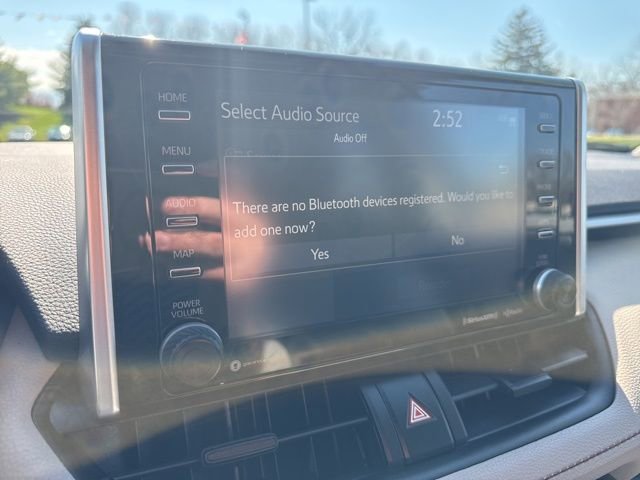 HOME
MENU
AUDIO
MAP
POWER
VOLUME
Select Audio Source
2:52
Audio Off
There are no Bluetooth devices registered. Would you like to
add one now?
Yes
No
SiriusXM